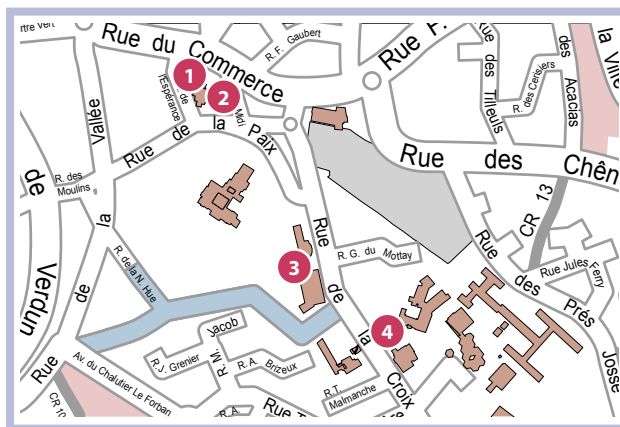 rtre Vert
Rue du Commerce
R. F. Gaubert
Rue F.
Rue des Tilleuls
R. des Cerisiers
des Acacias
la Ville
1
2
de
l'Espérance
Midi
Vallée
la
de
Rue de la Paix
R. des
Moulins
Rue des Chên
CR 13
de Verdun
Rue
R. de la N. Hue
3
Rue de la Croix
R. G. du Mottay
Rue des Prés
Rue Jules Ferry
Josse
4
R. M. Jacob
R.J. Grenier
R. A. Brizeux
Av. du Chalutier Le Forban
R.T.
Malmanche
CR 10
R.A.
Rue